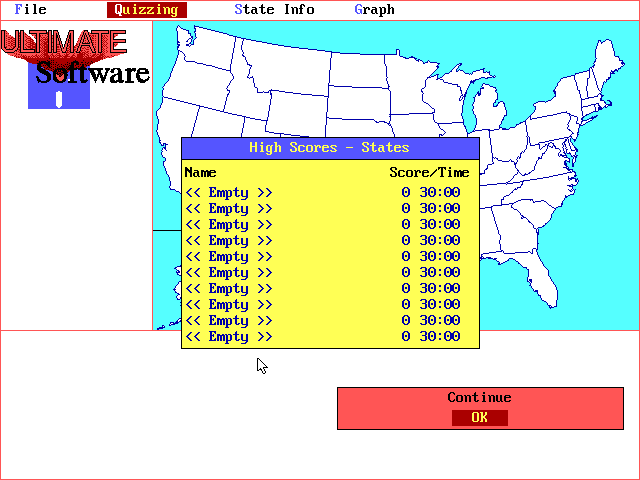 File Quizzing State Info Graph
ULTIMATE
Software
High Scores - States
Name Score/Time
<< Empty >> 0 30:00
<< Empty >> 0 30:00
<< Empty >> 0 30:00
<< Empty >> 0 30:00
<< Empty >> 0 30:00
<< Empty >> 0 30:00
<< Empty >> 0 30:00
<< Empty >> 0 30:00
<< Empty >> 0 30:00
<< Empty >> 0 30:00
Continue
OK